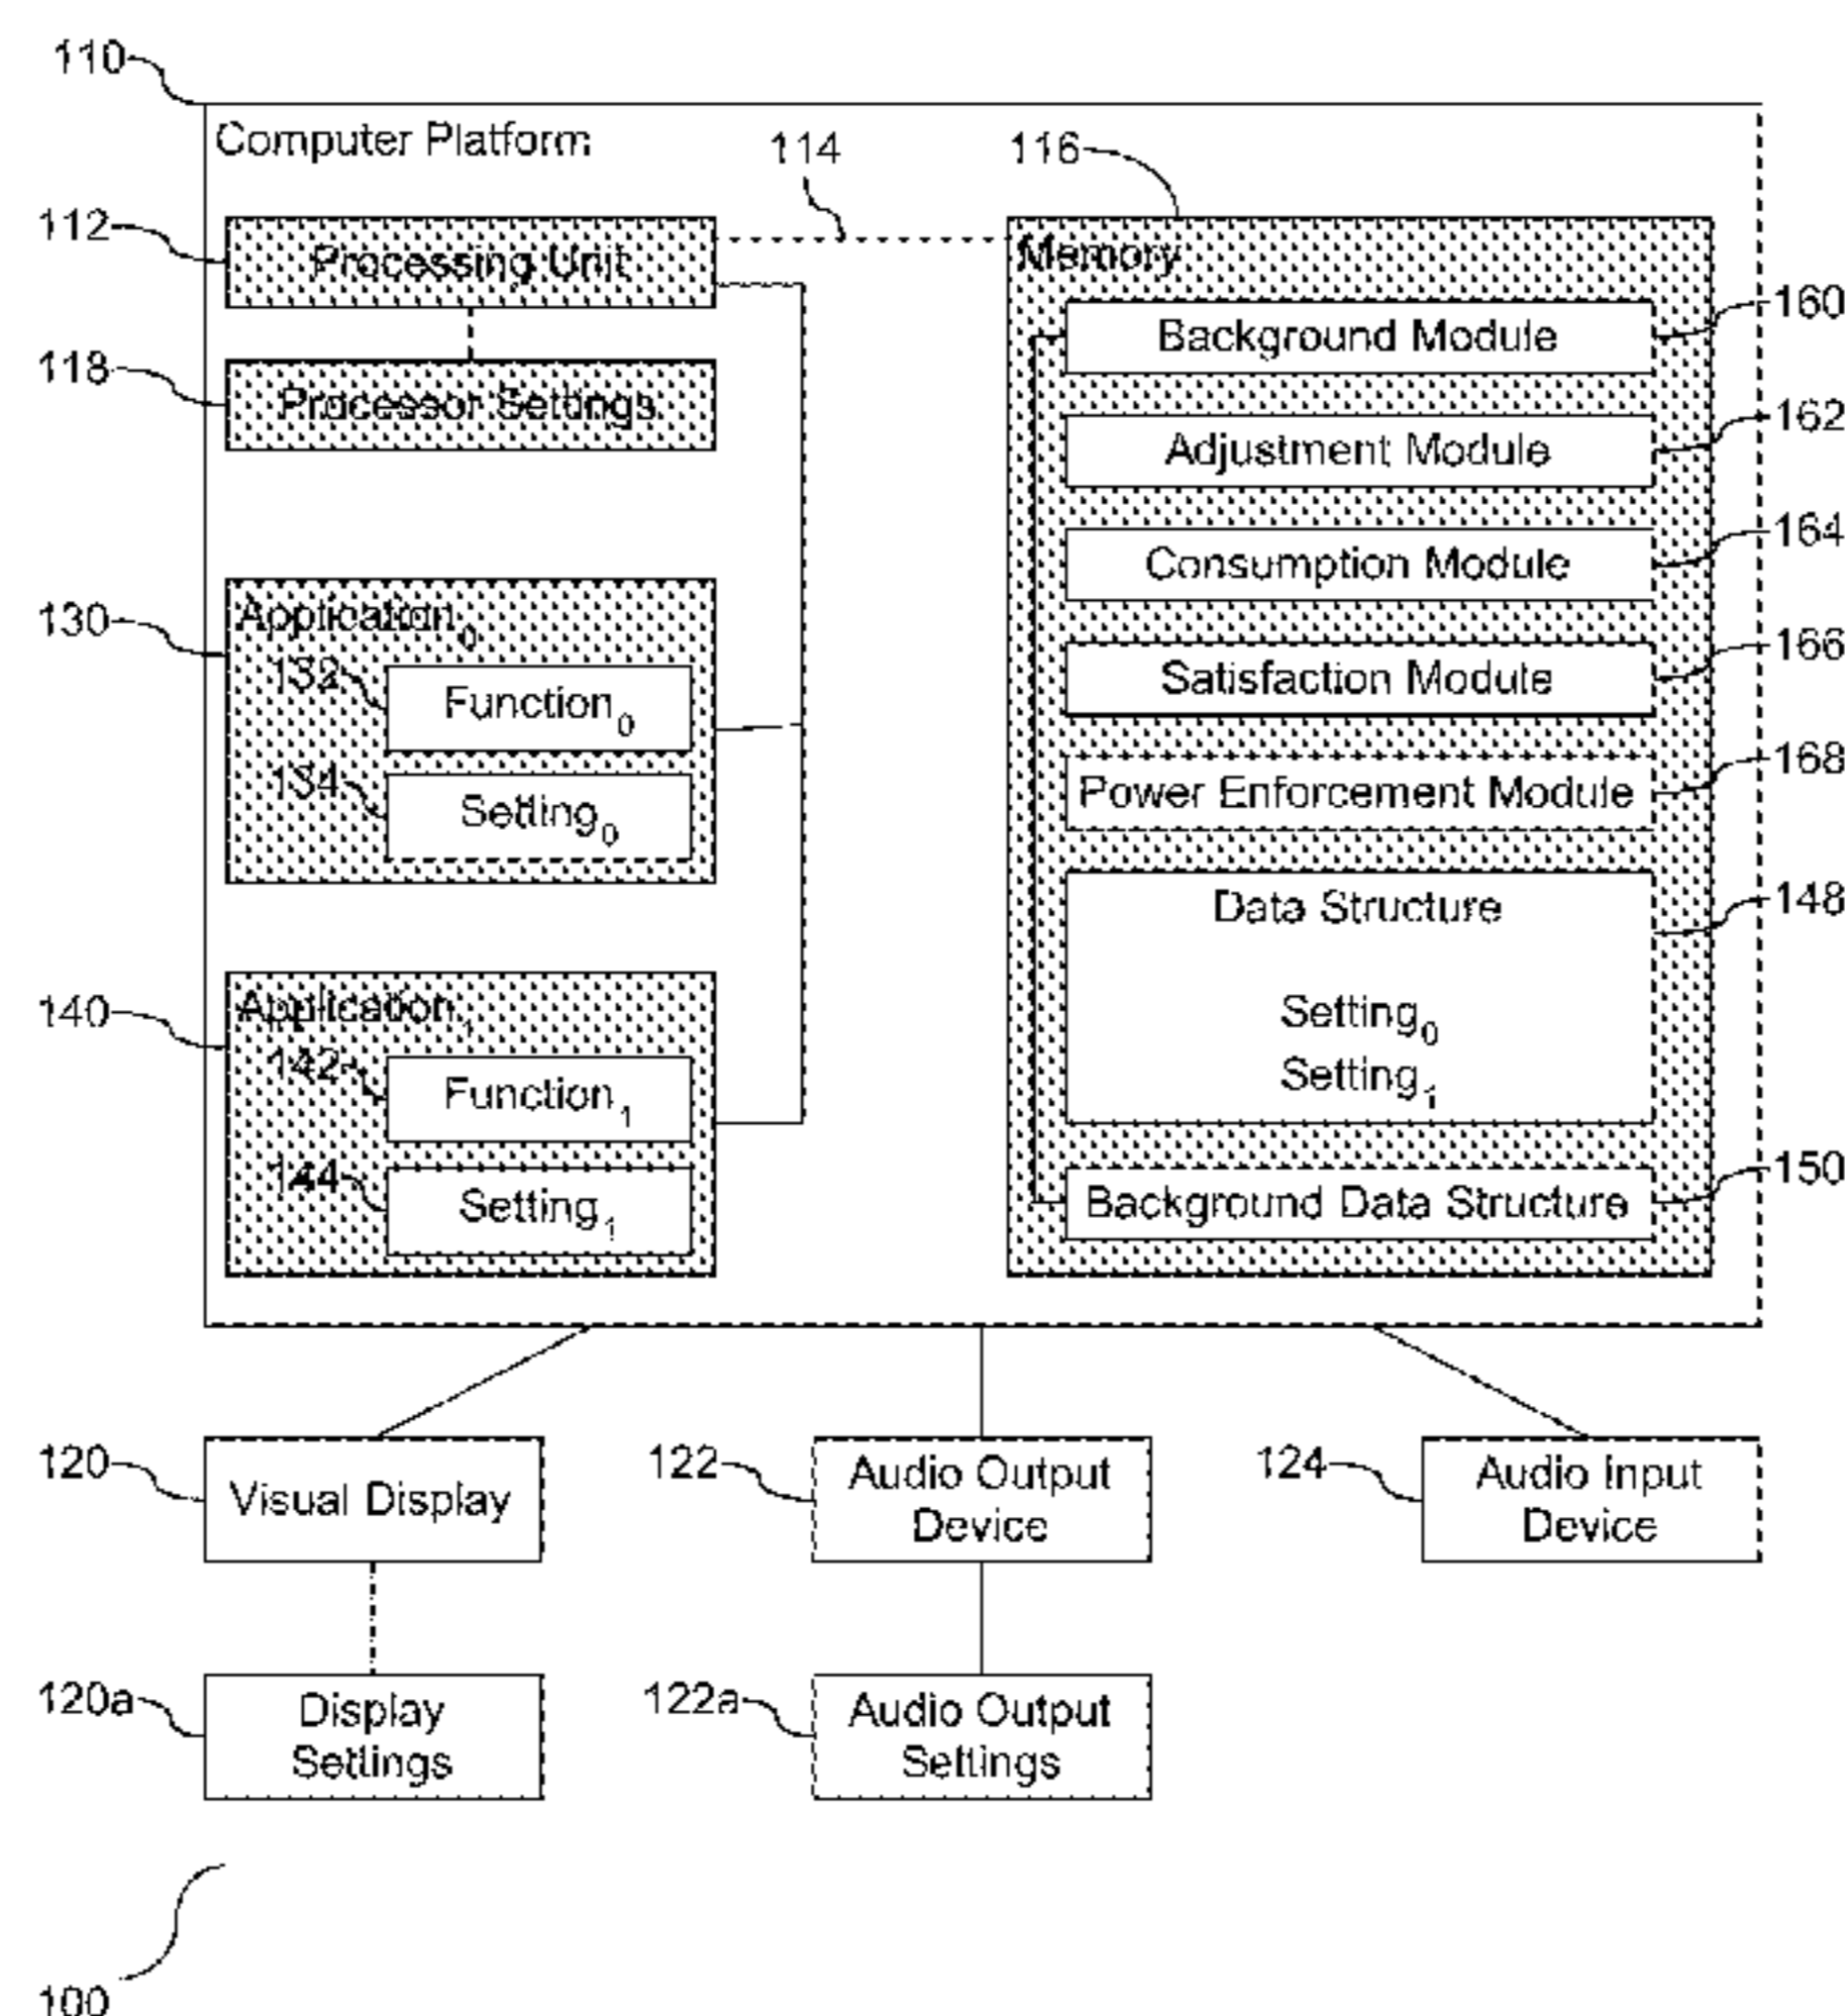 110
Computer Platform
114
116
112
Processing Unit
Memory
160
Background Module
118
Processor Settings
162
Adjustment Module
164
Consumption Module
130
Application₀
166
132
Function₀
Satisfaction Module
168
134
Setting₀
Power Enforcement Module
148
Data Structure
140
Application₁
Setting₀
142
Function₁
Setting₁
150
144
Setting₁
Background Data Structure
120
Visual Display
122
Audio Output
Device
124
Audio Input
Device
120a
Display
Settings
122a
Audio Output
Settings
100